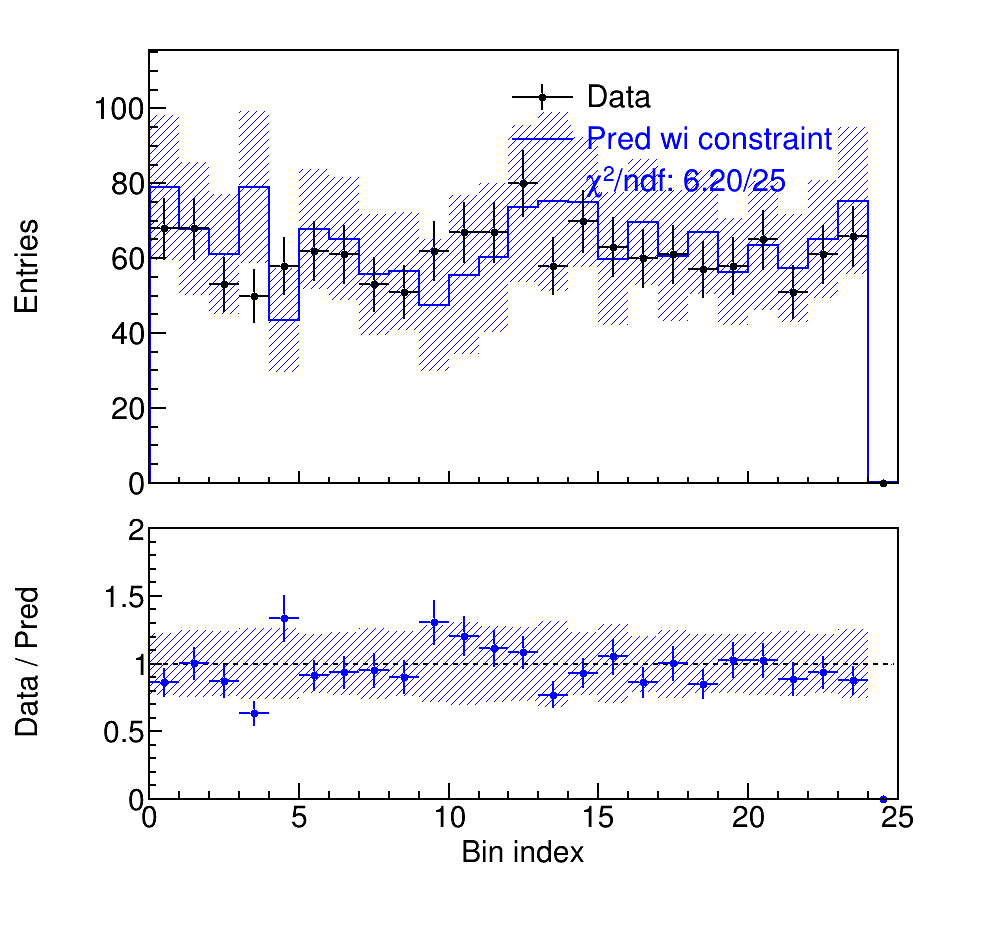 Entries
100
80
60
40
20
0
Data
Pred wi constraint
χ²/ndf: 6.20/25
Data / Pred
2
1.5
1
0.5
0
0 5 10 15 20 25
Bin index